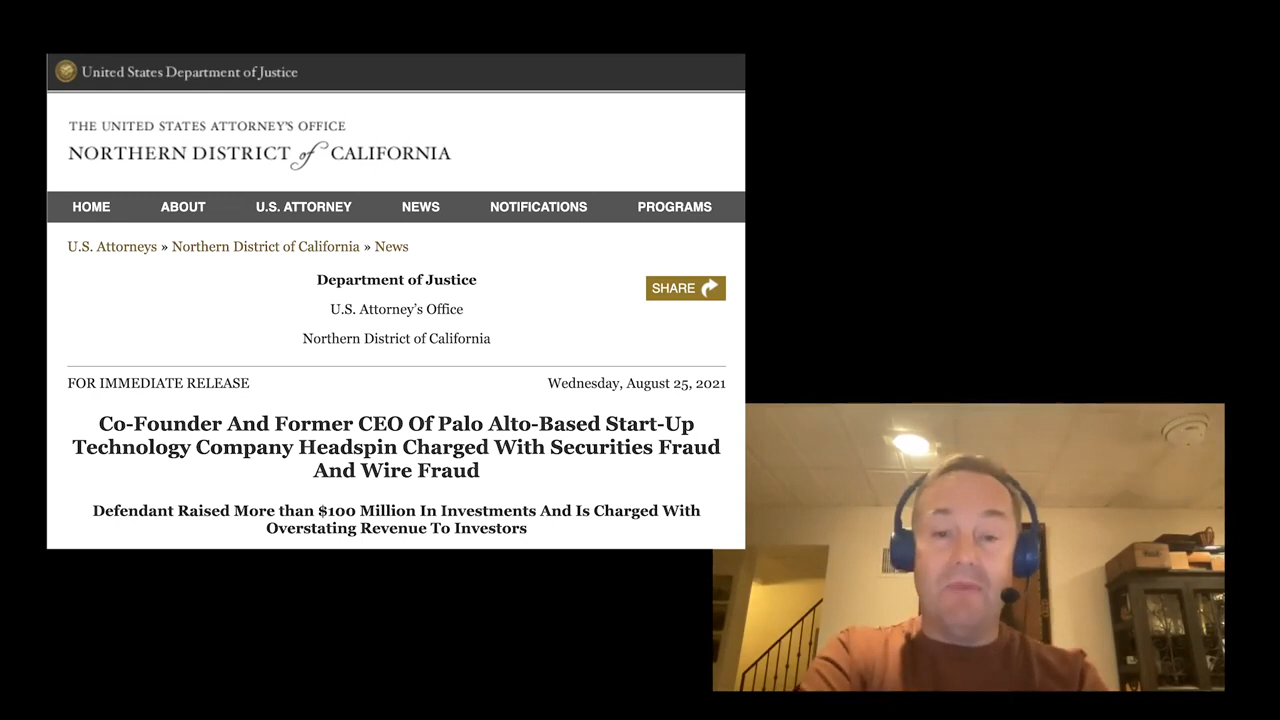 United States Department of Justice
THE UNITED STATES ATTORNEY'S OFFICE
NORTHERN DISTRICT of CALIFORNIA
HOME ABOUT U.S. ATTORNEY NEWS NOTIFICATIONS PROGRAMS
U.S. Attorneys » Northern District of California » News
Department of Justice
SHARE
U.S. Attorney’s Office
Northern District of California
FOR IMMEDIATE RELEASE Wednesday, August 25, 2021
Co-Founder And Former CEO Of Palo Alto-Based Start-Up
Technology Company Headspin Charged With Securities Fraud
And Wire Fraud
Defendant Raised More than $100 Million In Investments And Is Charged With
Overstating Revenue To Investors